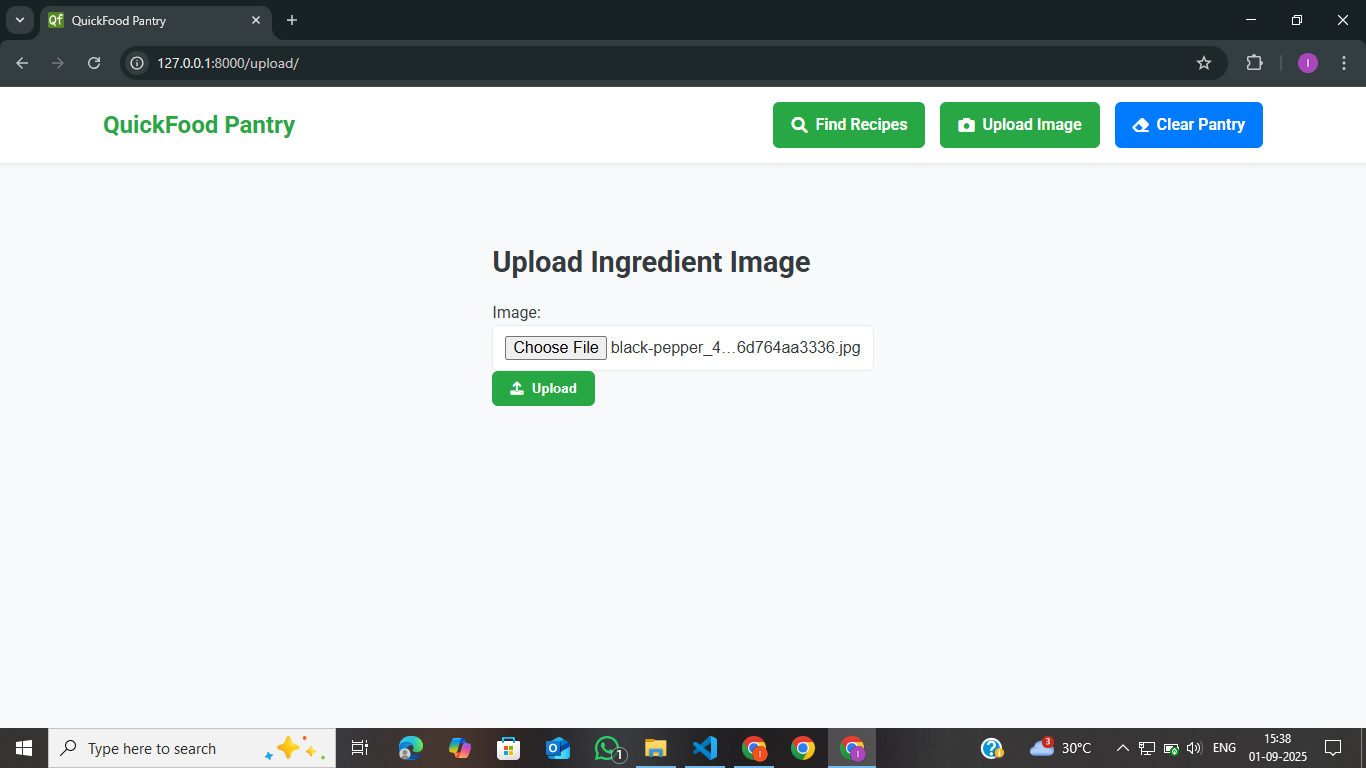 Qf QuickFood Pantry
127.0.0.1:8000/upload/
I
QuickFood Pantry
Find Recipes
Upload Image
Clear Pantry
Upload Ingredient Image
Image:
Choose File black-pepper_4...6d764aa3336.jpg
Upload
Type here to search
1
3
30°C
ENG
15:38
01-09-2025